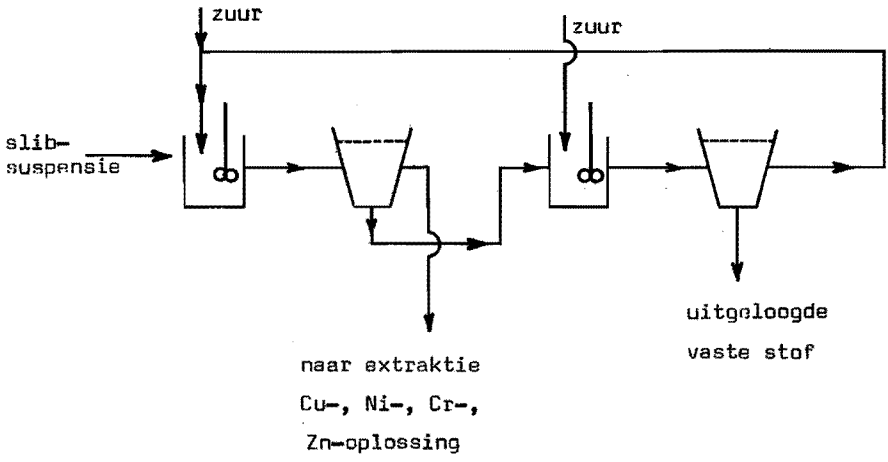 zuur
zuur
slib-
suspensie
uitgeloogde
vaste stof
naar extraktie
Cu-, Ni-, Cr-,
Zn-oplossing